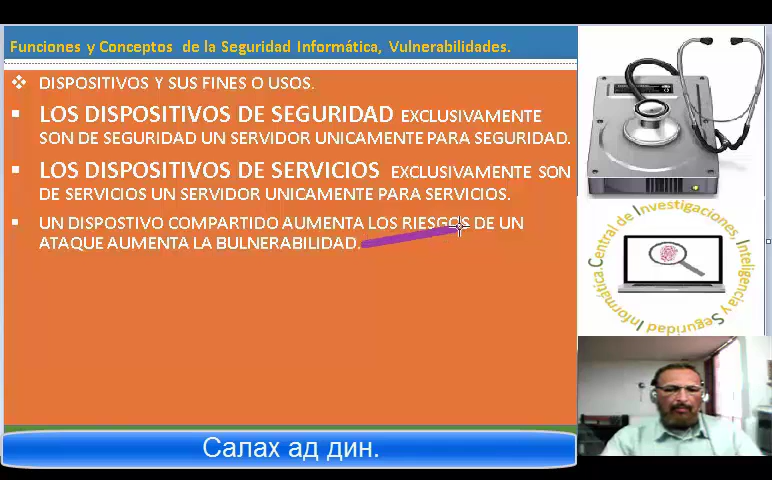 Funciones y Conceptos de la Seguridad Informática, Vulnerabilidades.
DISPOSITIVOS Y SUS FINES O USOS.
LOS DISPOSITIVOS DE SEGURIDAD EXCLUSIVAMENTE
SON DE SEGURIDAD UN SERVIDOR UNICAMENTE PARA SEGURIDAD.
LOS DISPOSITIVOS DE SERVICIOS EXCLUSIVAMENTE SON
DE SERVICIOS UN SERVIDOR UNICAMENTE PARA SERVICIOS.
UN DISPOSTIVO COMPARTIDO AUMENTA LOS RIESGOS DE UN
ATAQUE AUMENTA LA BULNERABILIDAD.
Central de Investigaciones, Inteligencia y Seguridad Informática.
Салах ад дин.